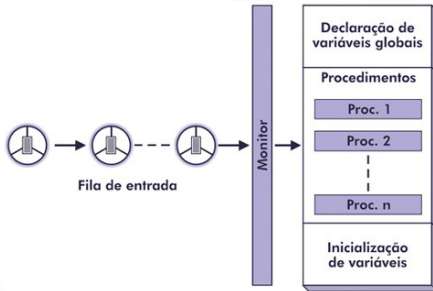 Declaração de
variáveis globais
Procedimentos
Proc. 1
Proc. 2
Proc. n
Inicialização
de variáveis
Monitor
Fila de entrada